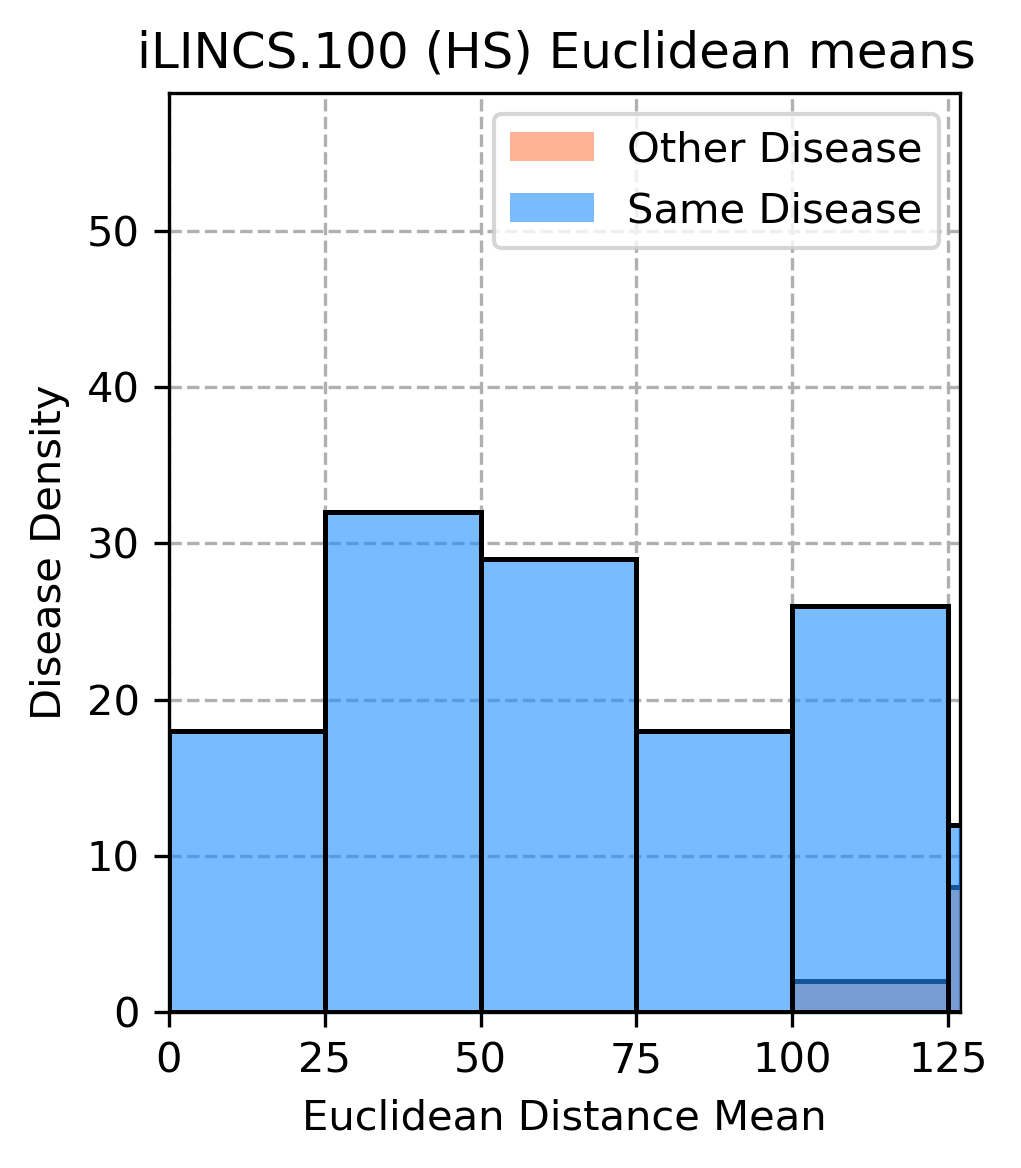 iLINCS.100 (HS) Euclidean means
Other Disease
Same Disease
Disease Density
50
40
30
20
10
0
0 25 50 75 100 125
Euclidean Distance Mean